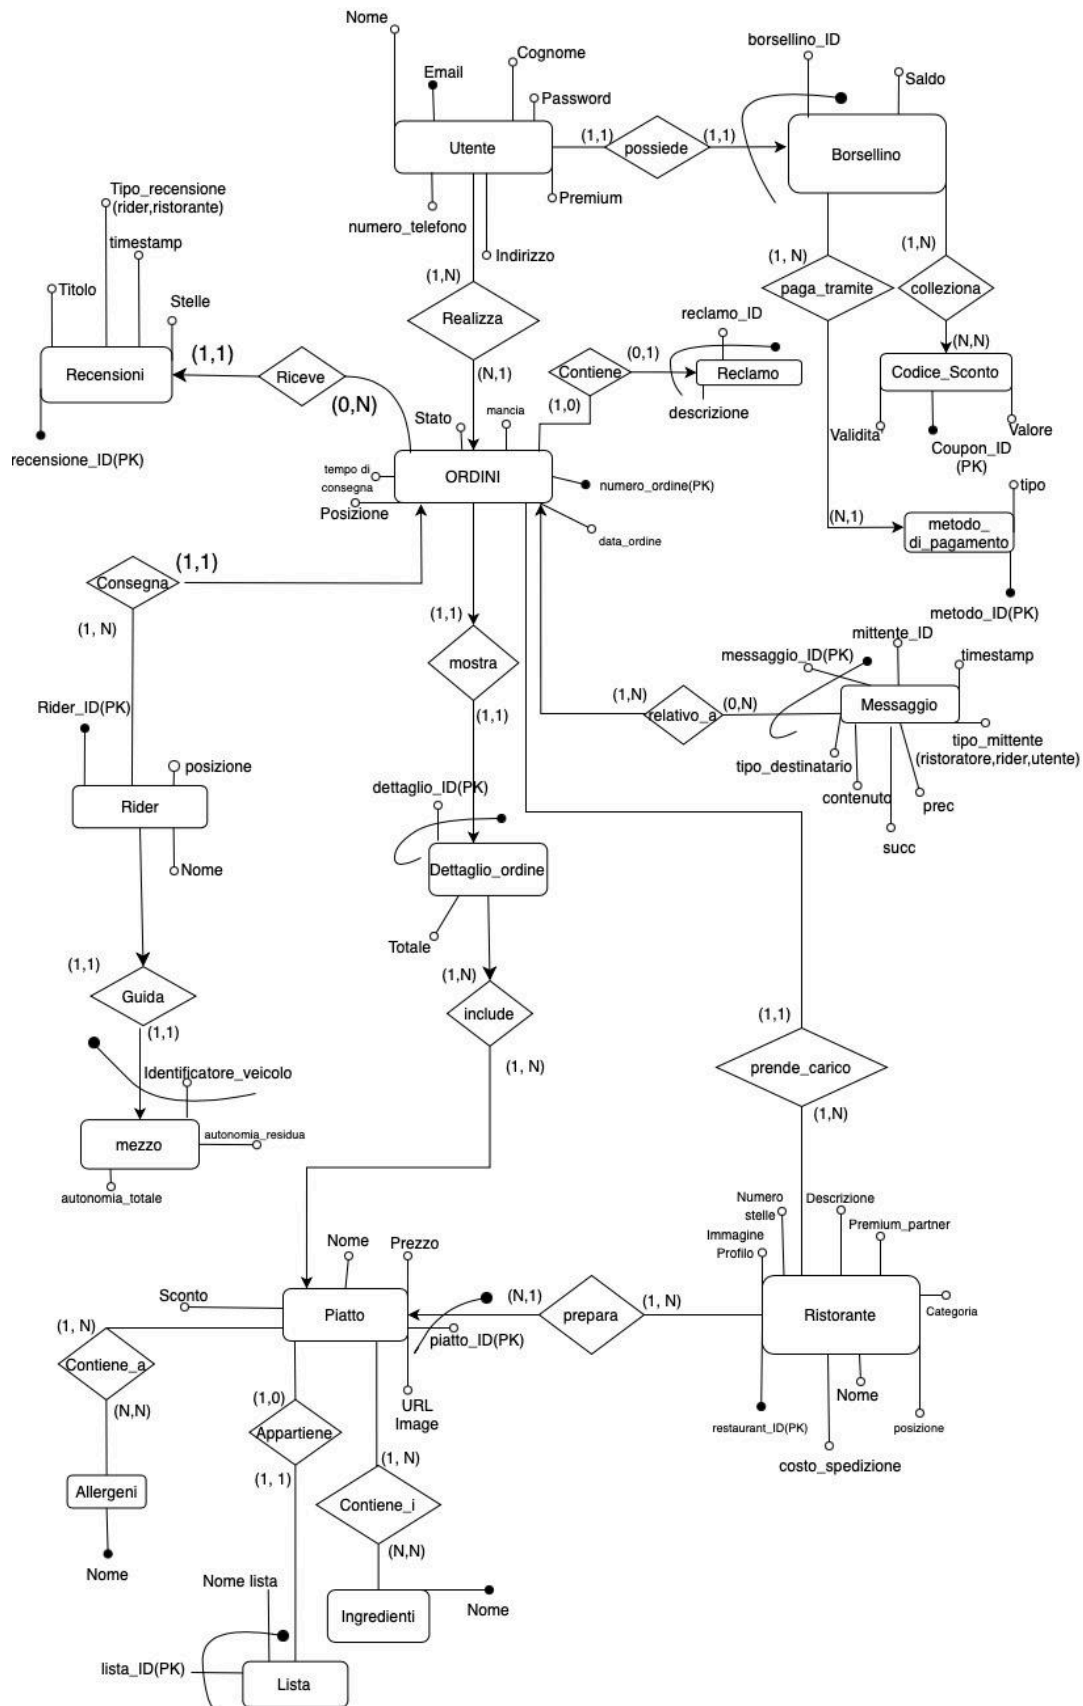 Nome
borsellino_ID
Cognome
Email
Saldo
Password
Utente
(1,1)
possiede
(1,1)
Borsellino
Premium
numero_telefono
Indirizzo
Tipo_recensione
(rider,ristorante)
timestamp
Titolo
Stelle
Recensioni
(1,1)
Riceve
(0,N)
(1,N)
Realizza
(N,1)
(1, N)
paga_tramite
(1,N)
colleziona
(N,N)
Codice_Sconto
Validita'
Coupon_ID
(PK)
Valore
reclamo_ID
Contiene
(0,1)
Reclamo
(1,0)
descrizione
recensione_ID(PK)
Stato
mancia
tempo di
consegna
ORDINI
numero_ordine(PK)
Posizione
data_ordine
tipo
(N,1)
metodo_
di_pagamento
metodo_ID(PK)
Consegna
(1,1)
(1, N)
(1,1)
mostra
(1,1)
mittente_ID
messaggio_ID(PK)
timestamp
(1,N)
relativo_a
(0,N)
Messaggio
tipo_destinatario
tipo_mittente
(ristoratore,rider,utente)
contenuto
prec
succ
Rider_ID(PK)
posizione
Rider
Nome
dettaglio_ID(PK)
Dettaglio_ordine
Totale
(1,N)
include
(1, N)
(1,1)
Guida
(1,1)
Identificatore_veicolo
mezzo
autonomia_residua
autonomia_totale
(1,1)
prende_carico
(1,N)
Numero
stelle
Descrizione
Premium_partner
Immagine
Profilo
Ristorante
Categoria
Nome
restaurant_ID(PK)
posizione
costo_spedizione
Nome
Prezzo
Sconto
Piatto
(N,1)
prepara
(1, N)
piatto_ID(PK)
URL
Image
(1, N)
Contiene_a
(N,N)
Allergeni
Nome
(1,0)
Appartiene
(1, 1)
(1, N)
Contiene_i
(N,N)
Ingredienti
Nome
Nome lista
lista_ID(PK)
Lista